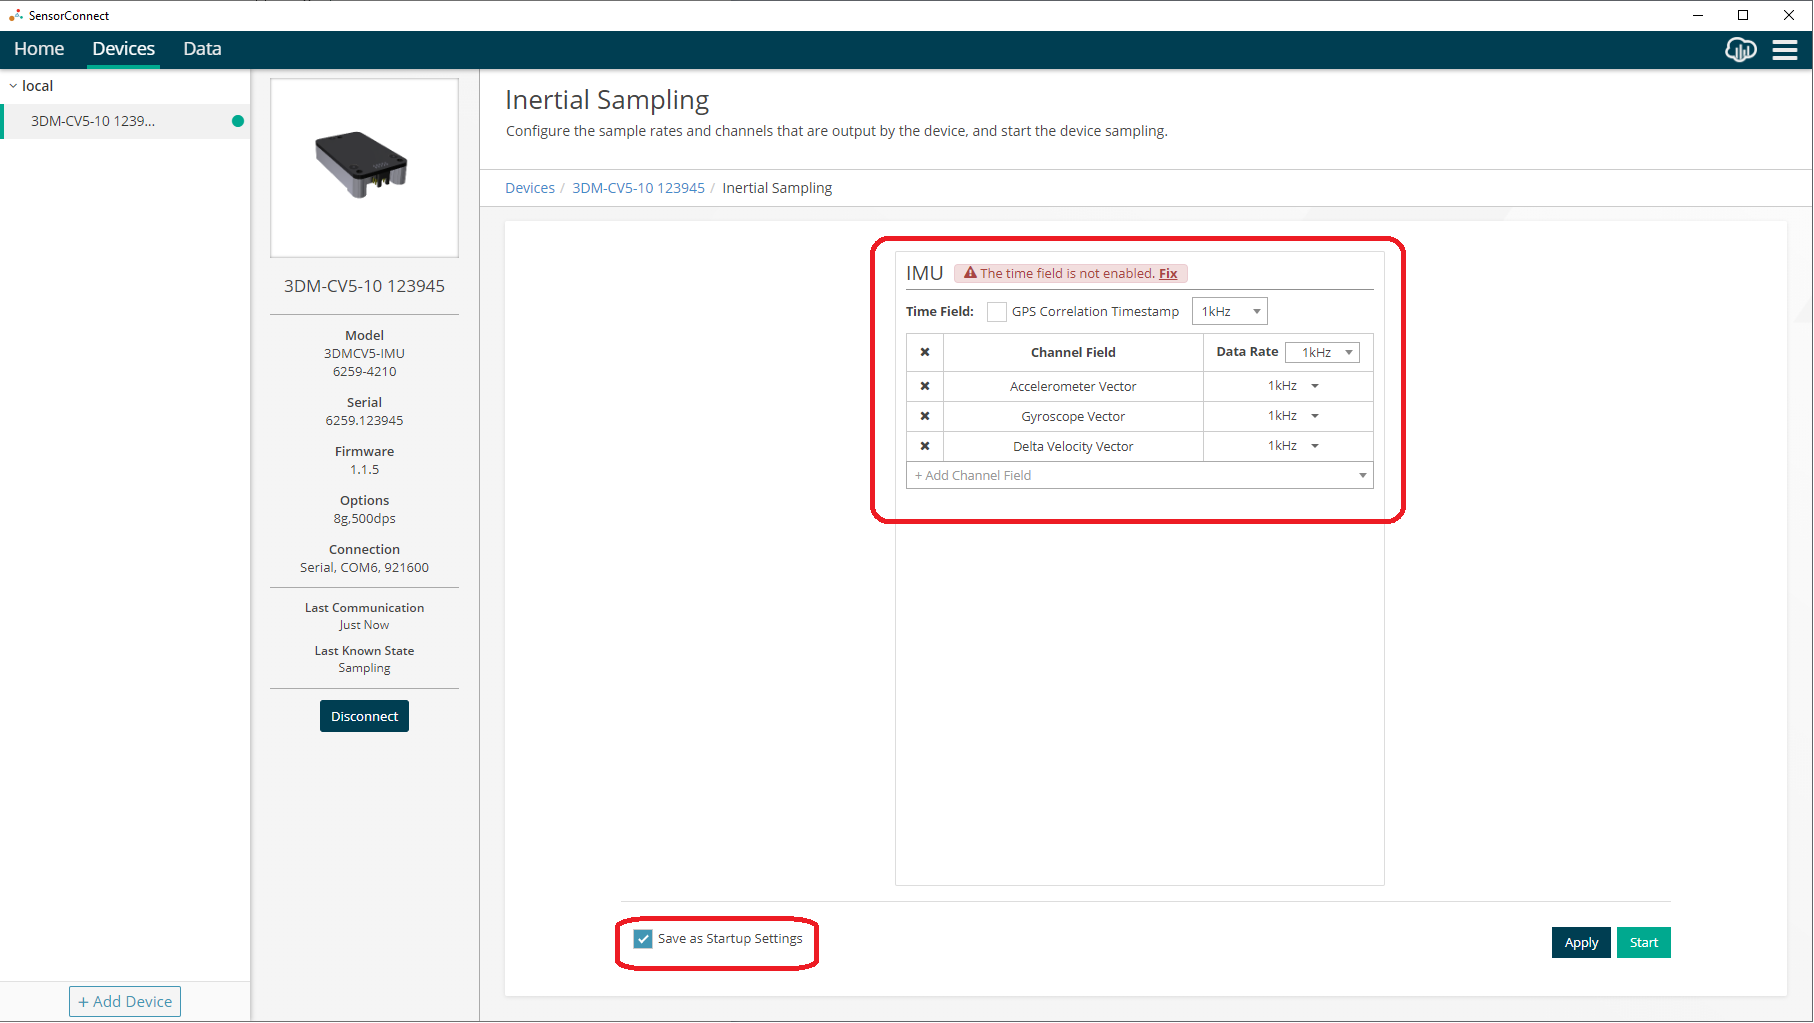 SensorConnect
Home Devices Data
local
3DM-CV5-10 1239...
+ Add Device
3DM-CV5-10 123945
Model
3DMCV5-IMU
6259-4210
Serial
6259.123945
Firmware
1.1.5
Options
8g,500dps
Connection
Serial, COM6, 921600
Last Communication
Just Now
Last Known State
Sampling
Disconnect
Inertial Sampling
Configure the sample rates and channels that are output by the device, and start the device sampling.
Devices / 3DM-CV5-10 123945 / Inertial Sampling
IMU The time field is not enabled. Fix
Time Field: GPS Correlation Timestamp 1kHz
Channel Field Data Rate 1kHz
Accelerometer Vector 1kHz
Gyroscope Vector 1kHz
Delta Velocity Vector 1kHz
+ Add Channel Field
Save as Startup Settings
Apply Start